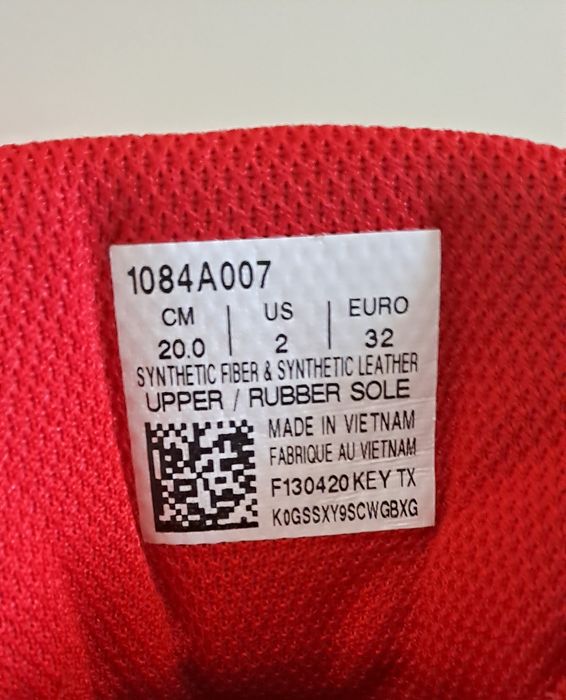 1084A007
CM | US | EURO
20.0 | 2 | 32
SYNTHETIC FIBER & SYNTHETIC LEATHER
UPPER / RUBBER SOLE
MADE IN VIETNAM
FABRIQUE AU VIETNAM
F130420 KEY TX
K0GSSXY9SCWGBXG